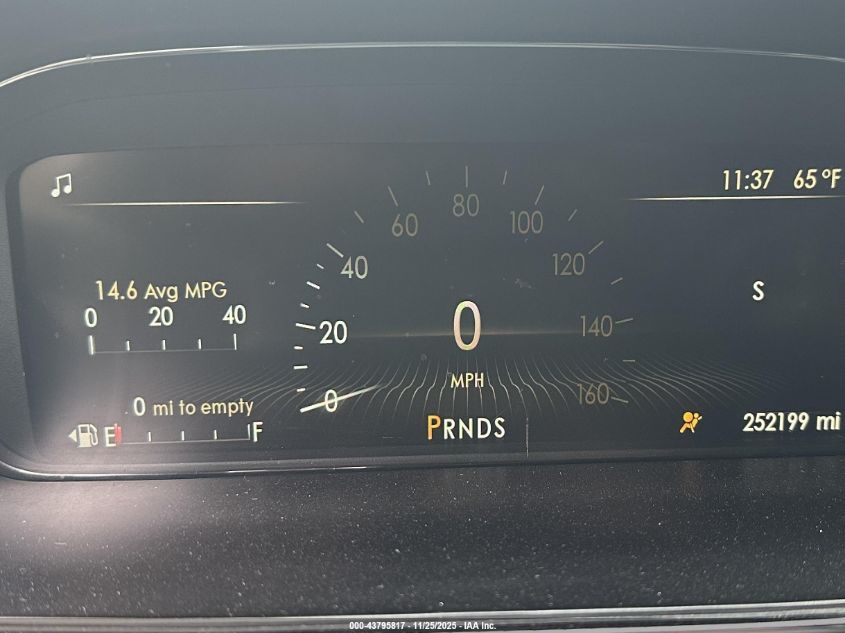 11:37 65°F
80
60 100
40 120
14.6 Avg MPG
0 20 40
S
20 0 140
MPH
0 160
0 mi to empty
E F
PRNDS
252199 mi
000-43795817 - 11/25/2025 - IAA Inc.